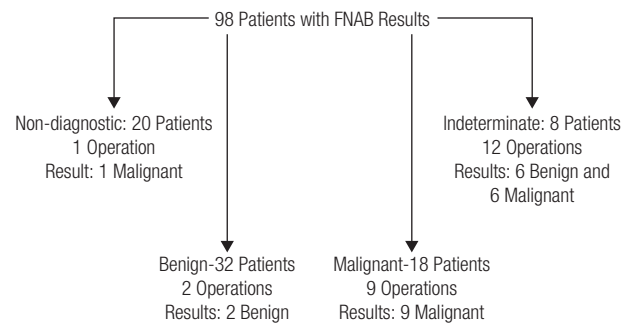 98 Patients with FNAB Results
Non-diagnostic: 20 Patients
1 Operation
Result: 1 Malignant
Indeterminate: 8 Patients
12 Operations
Results: 6 Benign and
6 Malignant
Benign-32 Patients
2 Operations
Results: 2 Benign
Malignant-18 Patients
9 Operations
Results: 9 Malignant